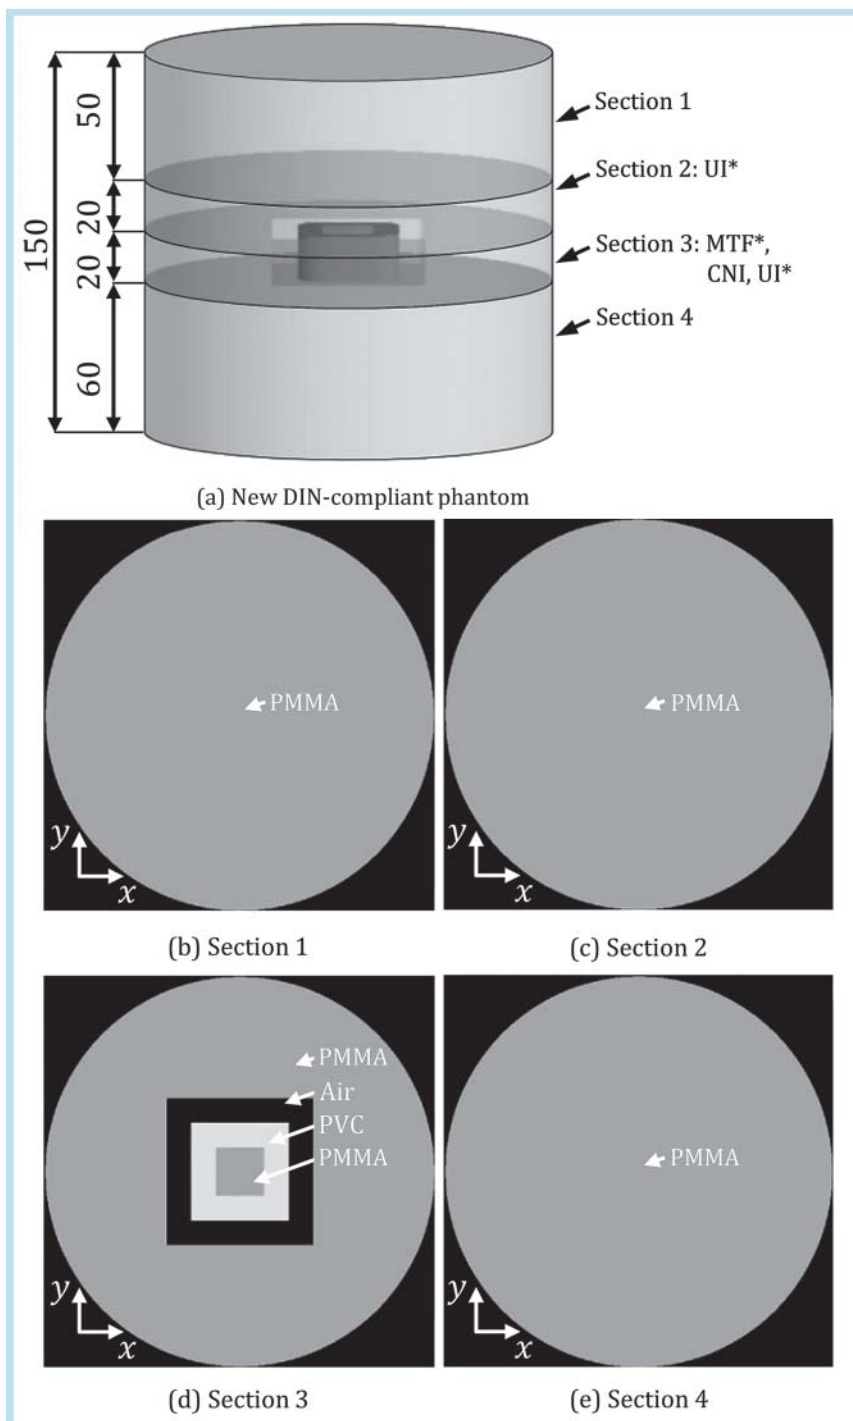 150
50
20
20
60
Section 1
Section 2: UI*
Section 3: MTF*,
CNI, UI*
Section 4
(a) New DIN-compliant phantom
PMMA
y
x
(b) Section 1
PMMA
y
x
(c) Section 2
PMMA
Air
PVC
PMMA
y
x
(d) Section 3
PMMA
y
x
(e) Section 4